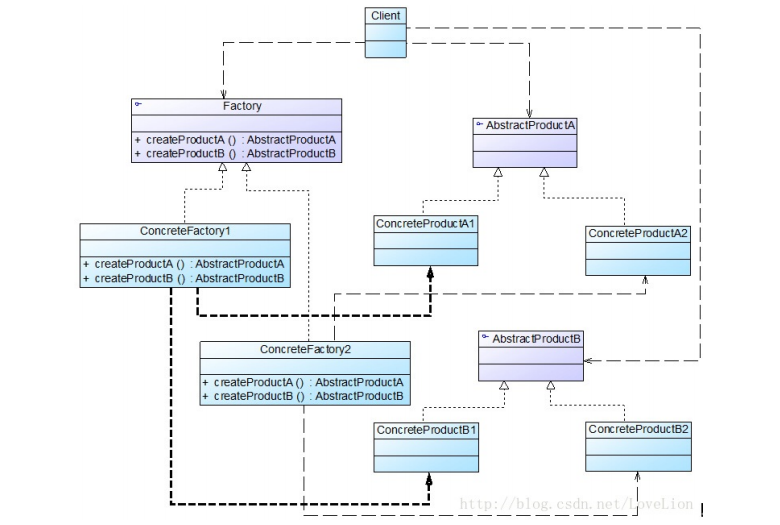 Client
Factory
+ createProductA () : AbstractProductA
+ createProductB () : AbstractProductB
AbstractProductA
ConcreteFactory1
+ createProductA () : AbstractProductA
+ createProductB () : AbstractProductB
ConcreteProductA1
ConcreteProductA2
ConcreteFactory2
+ createProductA () : AbstractProductA
+ createProductB () : AbstractProductB
AbstractProductB
ConcreteProductB1
ConcreteProductB2
http://blog.csdn.net/LoveLion